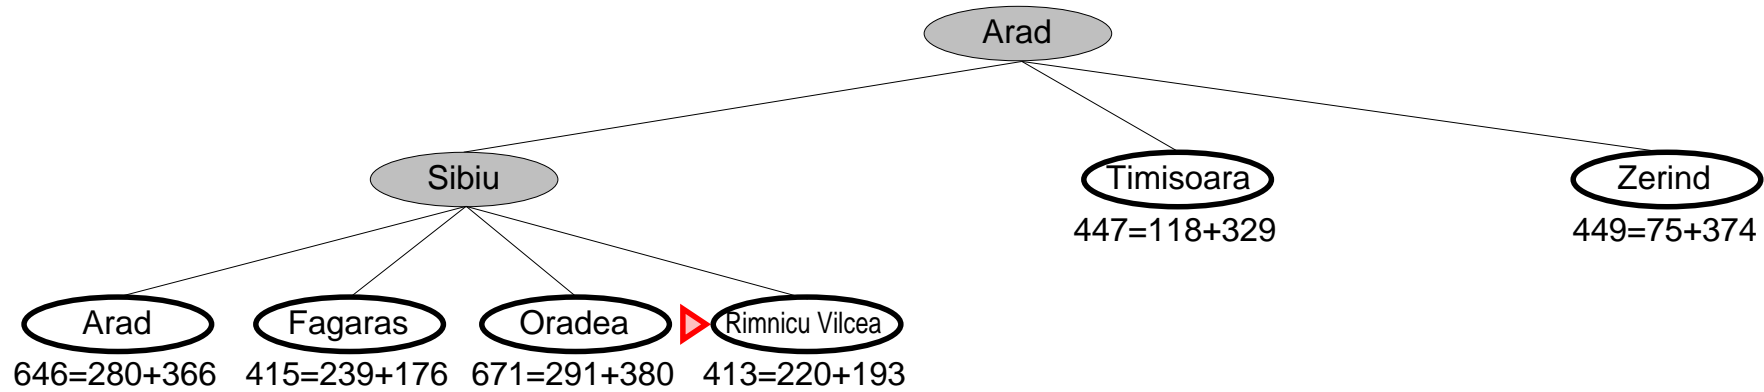 Arad
Sibiu
Timisoara
Zerind
447=118+329
449=75+374
Arad
Fagaras
Oradea
Rimnicu Vilcea
646=280+366
415=239+176
671=291+380
413=220+193